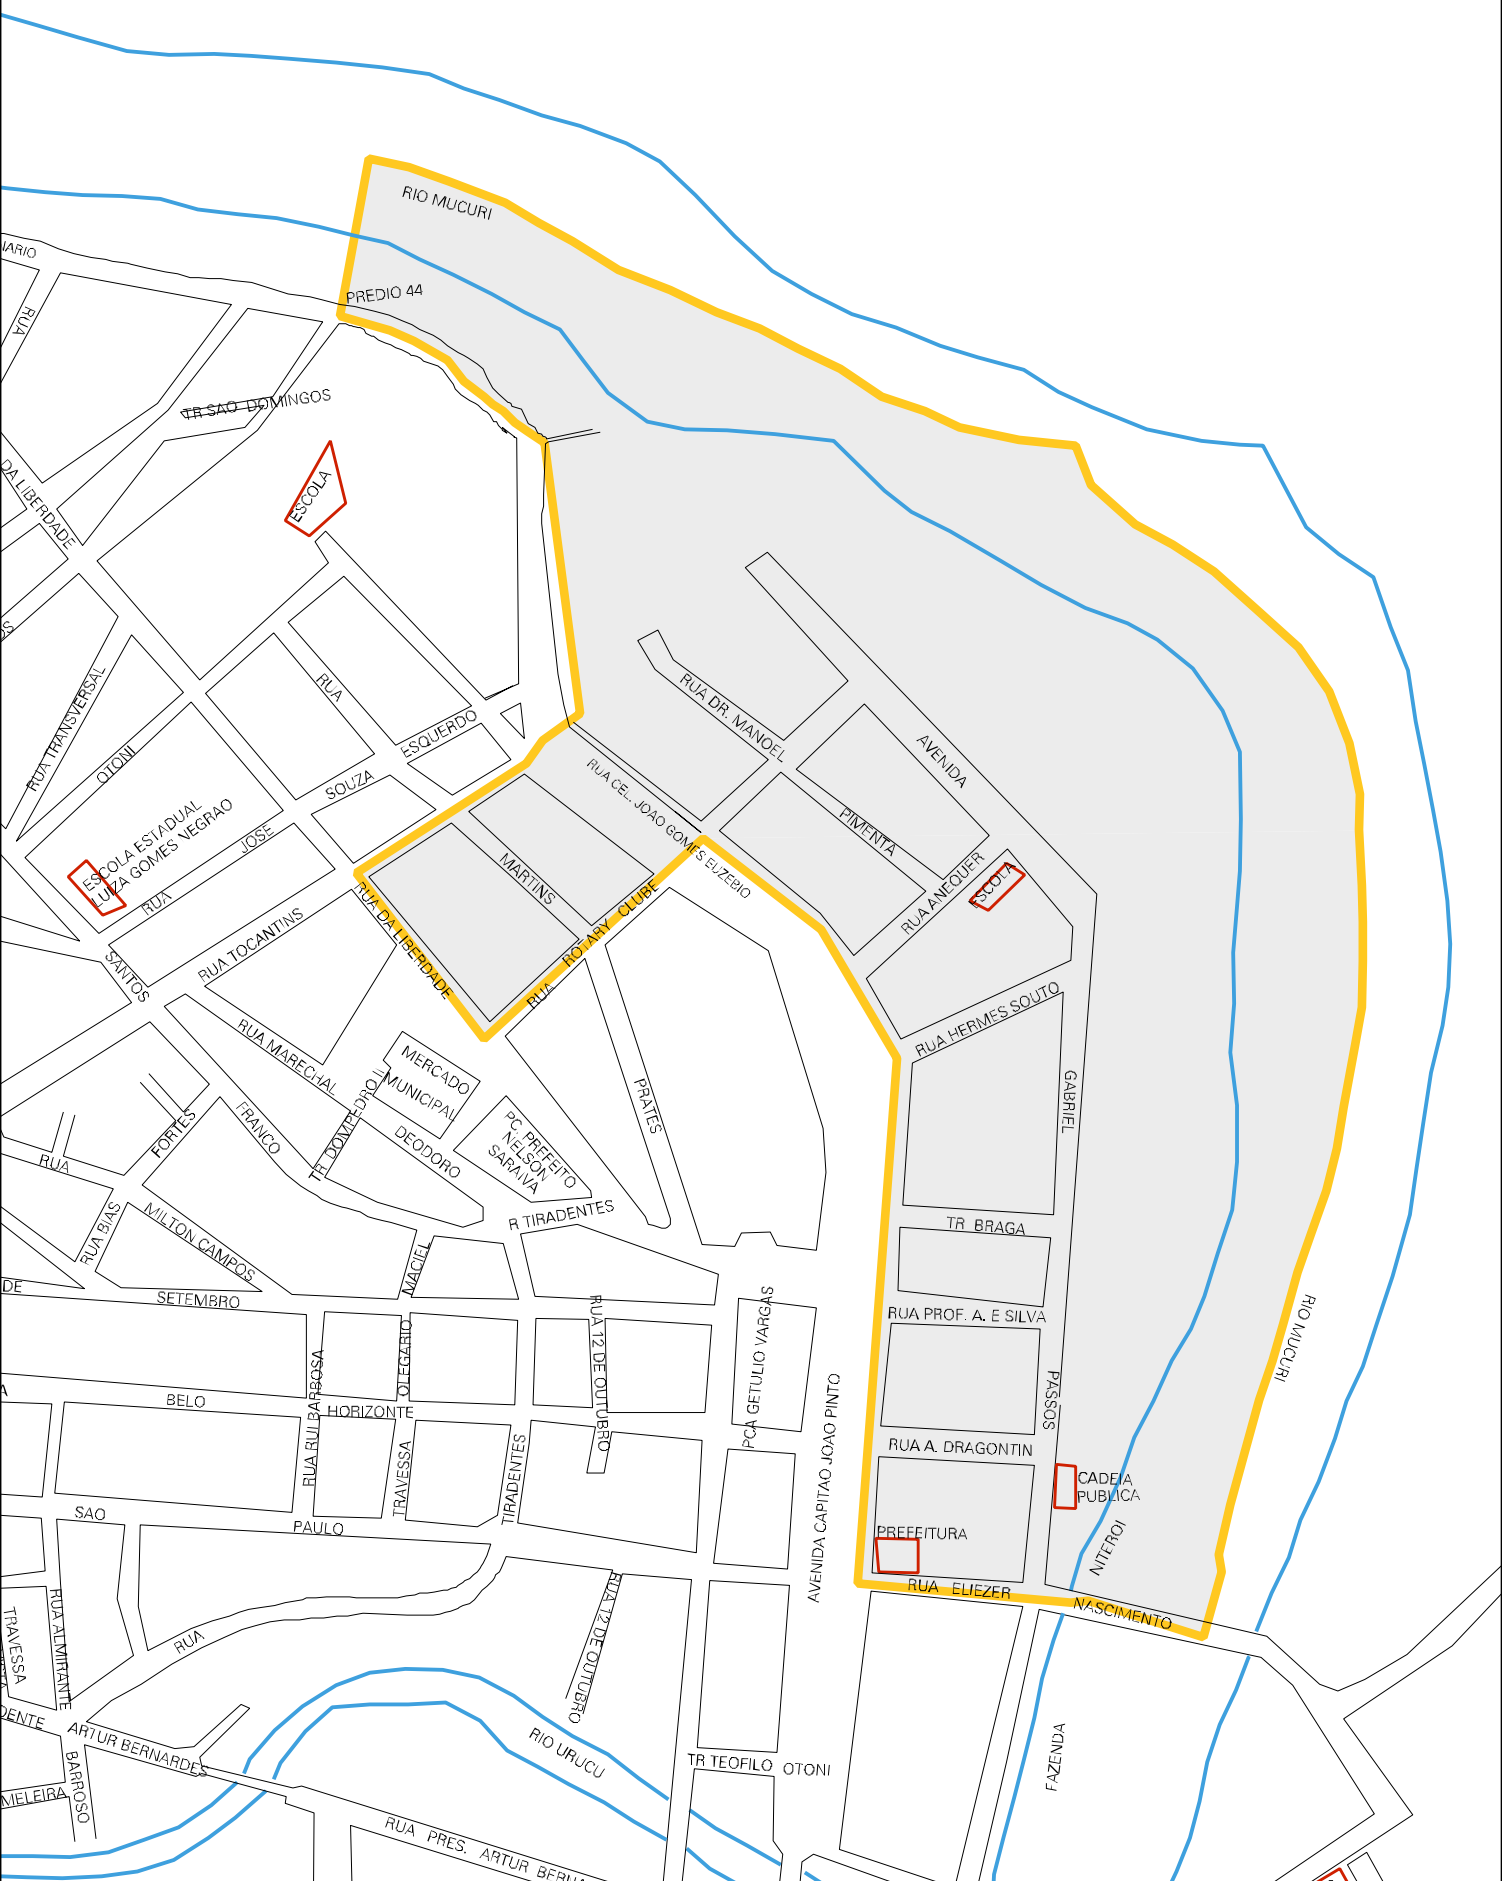 RIO MUCURI
PREDIO 44
RUA
TR SAO DOMINGOS
ESCOLA
DA LIBERDADE
RUA TRANSVERSAL
OTONI
RUA
ESQUERDO
SOUZA
RUA DR. MANOEL
AVENIDA
RUA CEL. JOAO GOMES EUZEBIO
PIMENTA
ESCOLA ESTADUAL
LUIZA GOMES NEGRAO
JOSE
RUA
MARTINS
RUA ANEQUER
ESCOLA
RUA DA LIBERDADE
RUA ROTARY CLUBE
RUA TOCANTINS
SANTOS
RUA HERMES SOUTO
RUA MARECHAL
MERCADO
MUNICIPAL
TR DOM PEDRO II
DEODORO
PRATES
GABRIEL
PC. PREFEITO
NELSON
SARAIVA
FRANCO
FORTES
RUA
RUA BIAS
MILTON CAMPOS
R TIRADENTES
TR BRAGA
MACIEL
DE
SETEMBRO
RUA PROF. A. E SILVA
RUA 12 DE OUTUBRO
PCA GETULIO VARGAS
OLEGARIO
RUA RUI BARBOSA
RIO MUCURI
BELO
HORIZONTE
AVENIDA CAPITAO JOAO PINTO
PASSOS
RUA A. DRAGONTIN
TRAVESSA
TIRADENTES
CADEIA
PUBLICA
SAO
PAULO
PREFEITURA
NITEROI
RUA ELIEZER
NASCIMENTO
RUA ALMIRANTE
TRAVESSA
RUA
RUA 12 DE OUTUBRO
ARTUR BERNARDES
BARROSO
RIO URUCU
TR TEOFILO OTONI
FAZENDA
RUA PRES. ARTUR